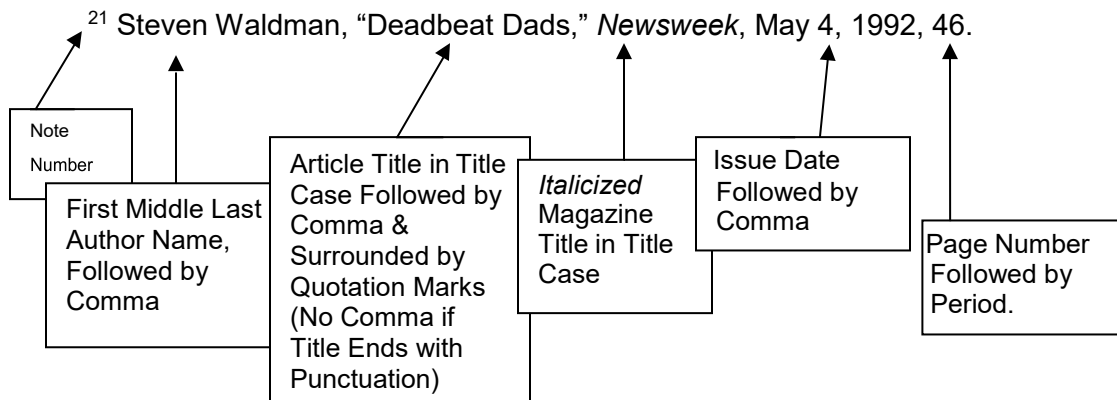 21 Steven Waldman, “Deadbeat Dads,” Newsweek, May 4, 1992, 46.
Note
Number
First Middle Last
Author Name,
Followed by
Comma
Article Title in Title
Case Followed by
Comma &
Surrounded by
Quotation Marks
(No Comma if
Title Ends with
Punctuation)
Italicized
Magazine
Title in Title
Case
Issue Date
Followed by
Comma
Page Number
Followed by
Period.